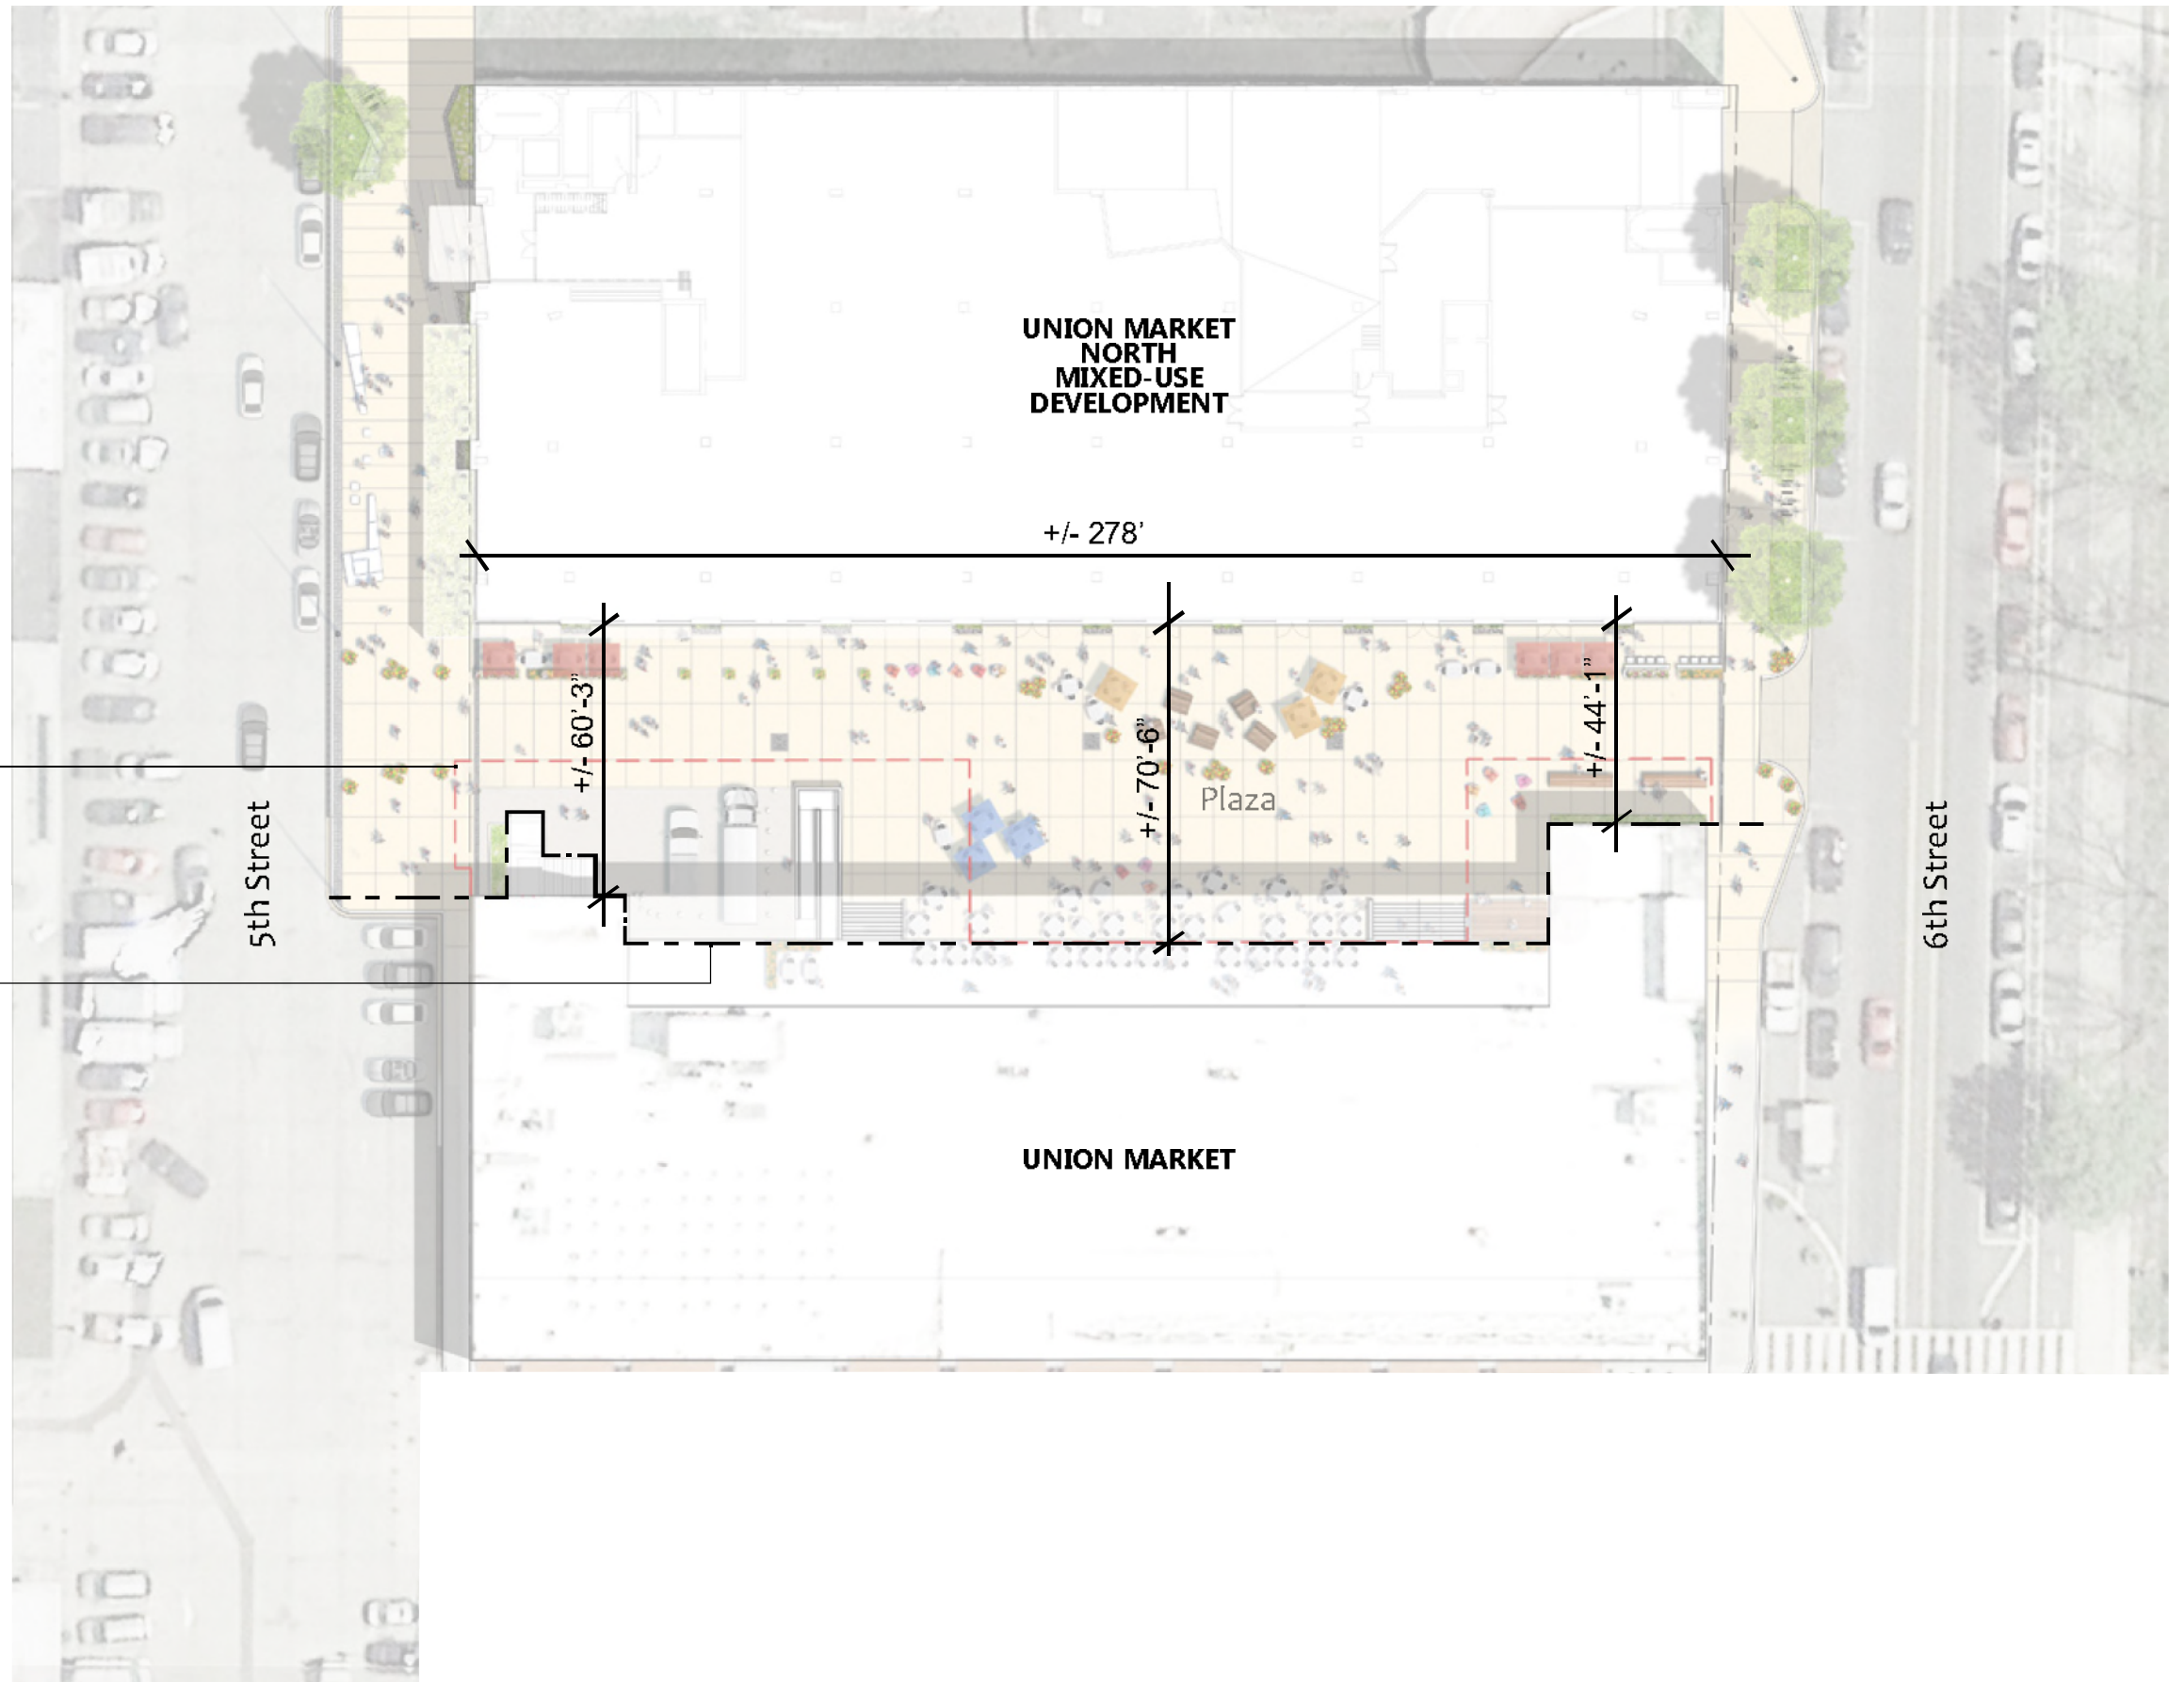 UNION MARKET
NORTH
MIXED-USE
DEVELOPMENT
+/- 278’
+/- 60’-3”
+/- 70’-6”
+/- 44’-1”
Plaza
5th Street
6th Street
UNION MARKET